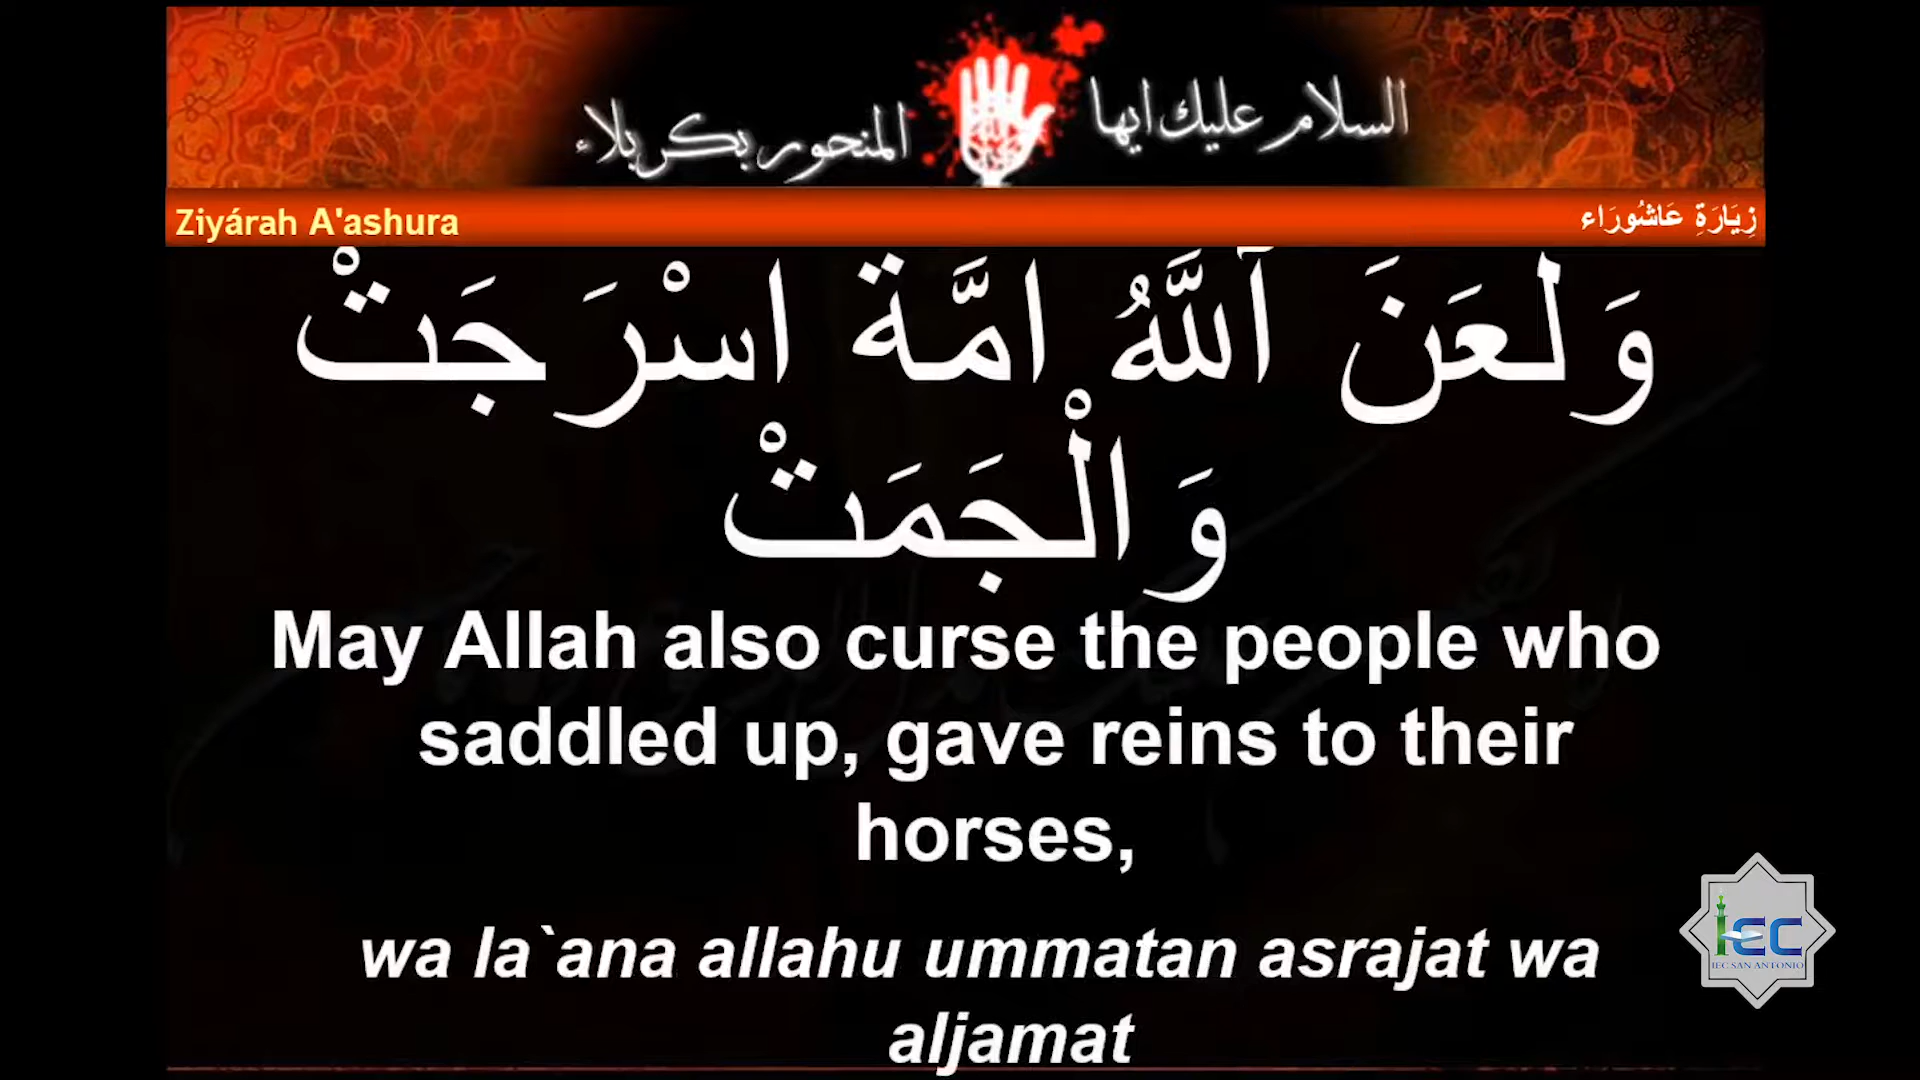 السلام عليك ايها
المنحور بكربلاء
Ziyárah A'ashura
زِيَارَةِ عَاشُورَاء
وَلَعَنَ ٱللَّهُ امَّةً اسْرَجَتْ
وَالْجَمَتْ
May Allah also curse the people who
saddled up, gave reins to their
horses,
wa la`ana allahu ummatan asrajat wa
aljamat
IEC
IEC SAN ANTONIO